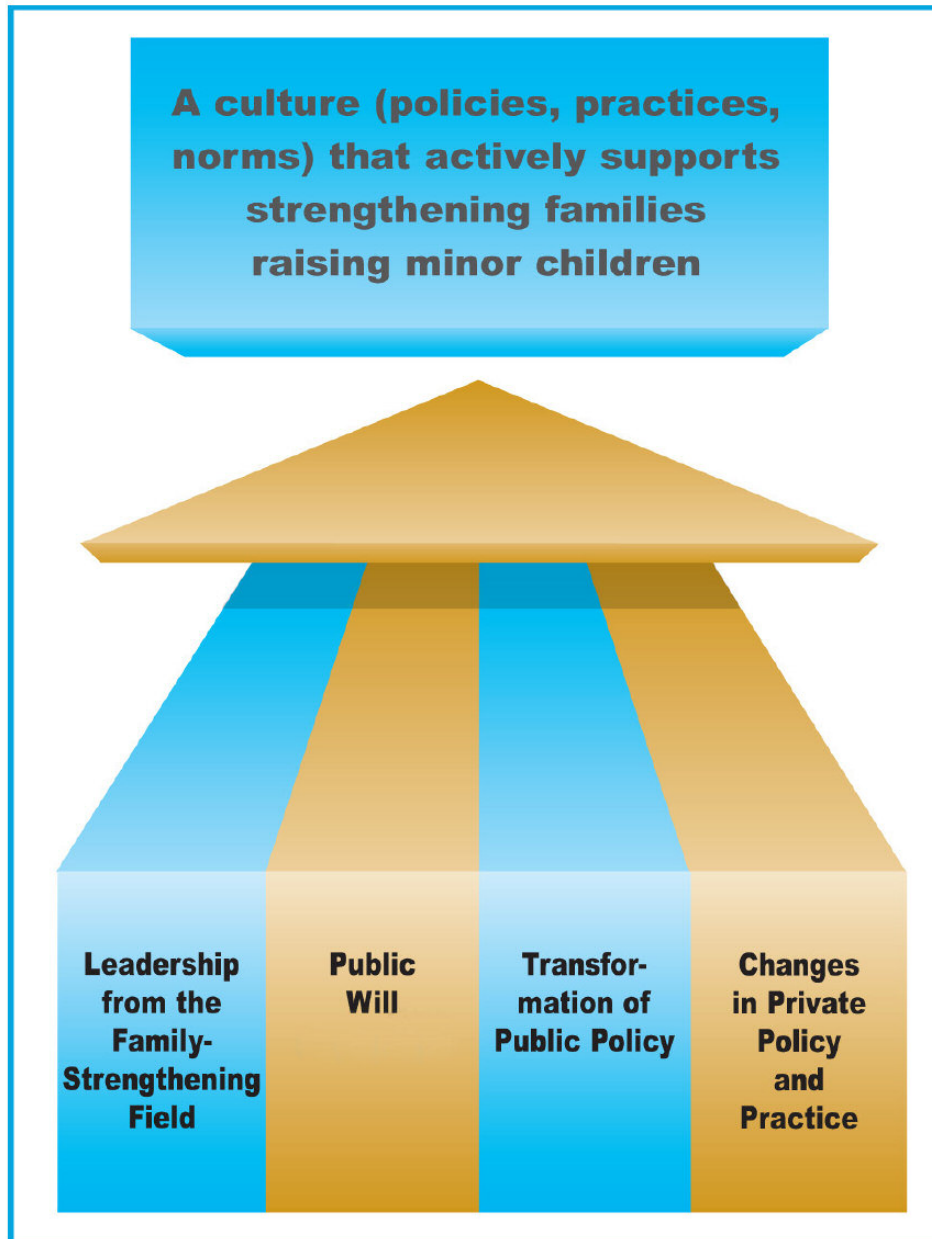 A culture (policies, practices,
norms) that actively supports
strengthening families
raising minor children
Leadership
from the
Family-
Strengthening
Field
Public
Will
Transfor-
mation of
Public Policy
Changes
in Private
Policy
and
Practice